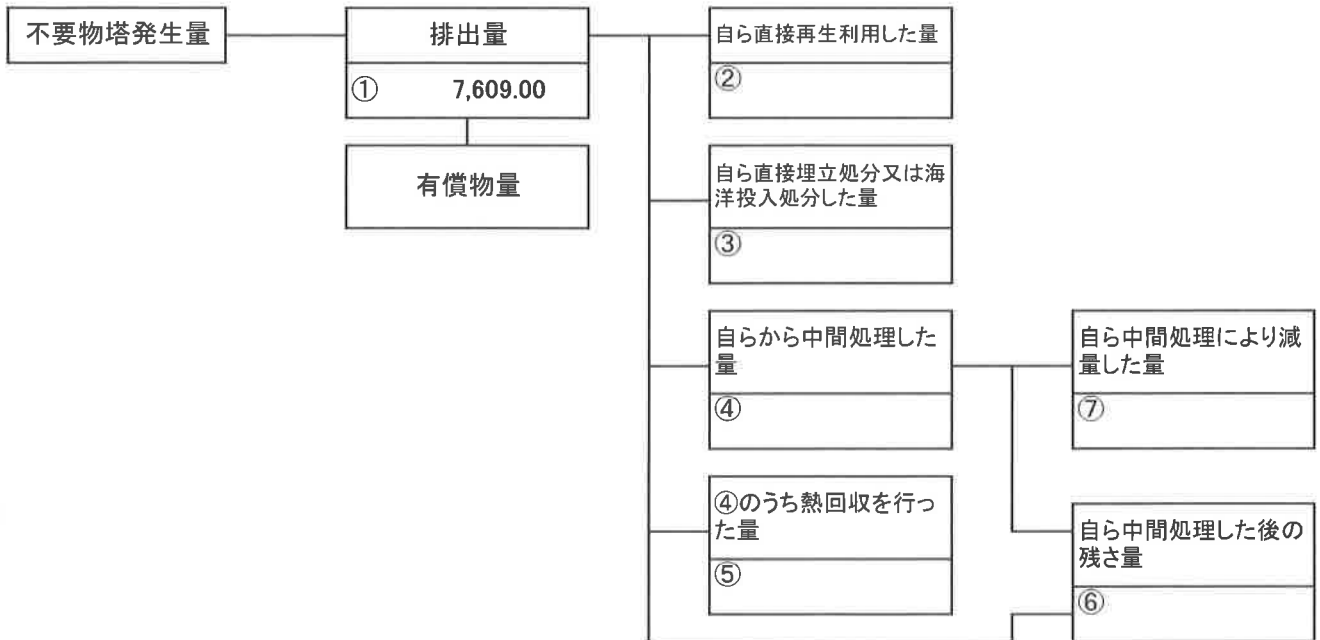 不要物塔発生量
排出量
① 7,609.00
有償物量
自ら直接再生利用した量
②
自ら直接埋立処分又は海
洋投入処分した量
③
自らから中間処理した
量
④
④のうち熱回収を行っ
た量
⑤
自ら中間処理により減
量した量
⑦
自ら中間処理した後の
残さ量
⑥